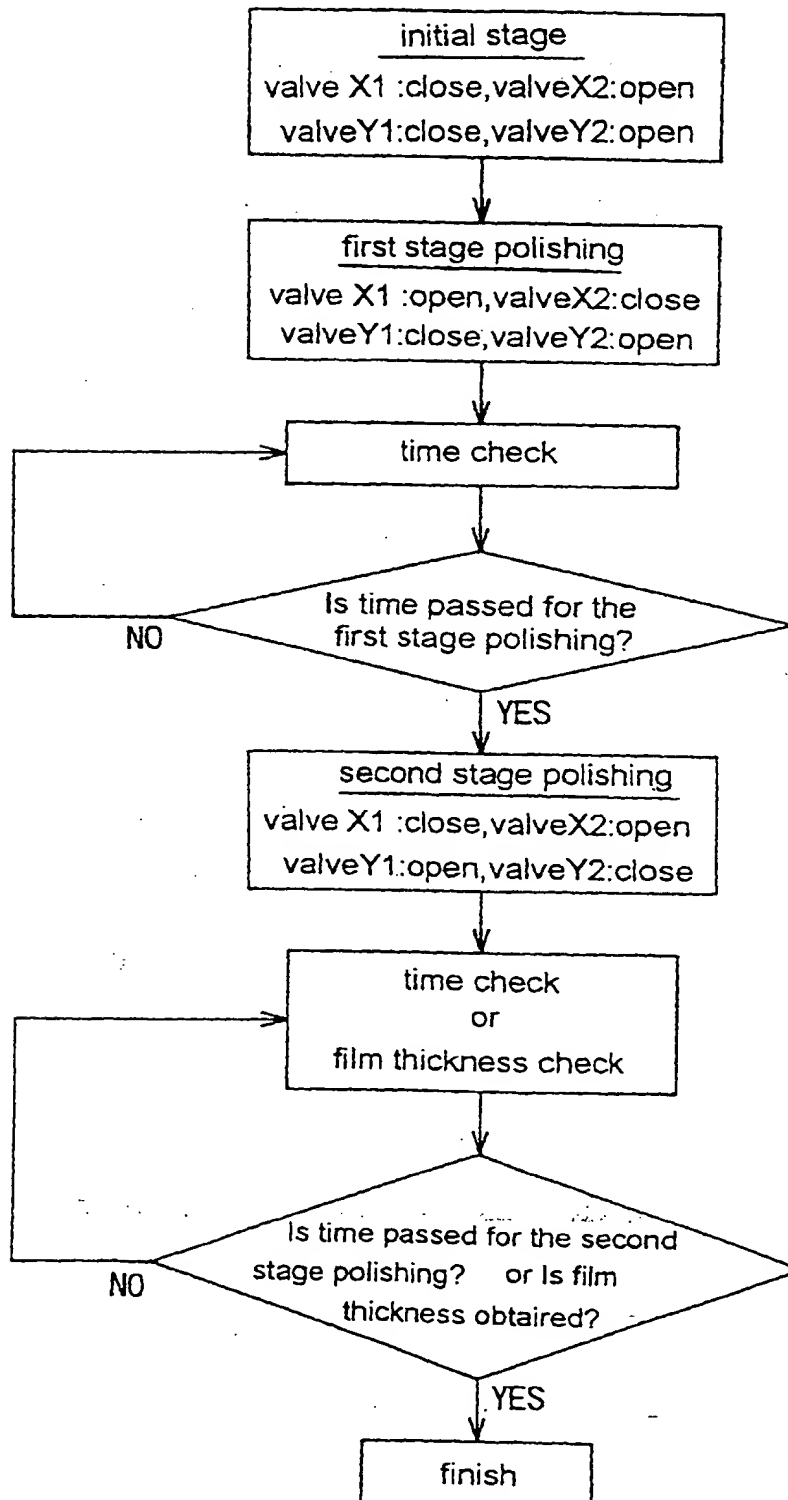 initial stage
valve X1 :close,valveX2:open
valveY1:close,valveY2:open
first stage polishing
valve X1 :open,valveX2:close
valveY1:close,valveY2:open
time check
Is time passed for the
first stage polishing?
NO
YES
second stage polishing
valve X1 :close,valveX2:open
valveY1:open,valveY2:close
time check
or
film thickness check
Is time passed for the second
stage polishing? or Is film
thickness obtaired?
NO
YES
finish